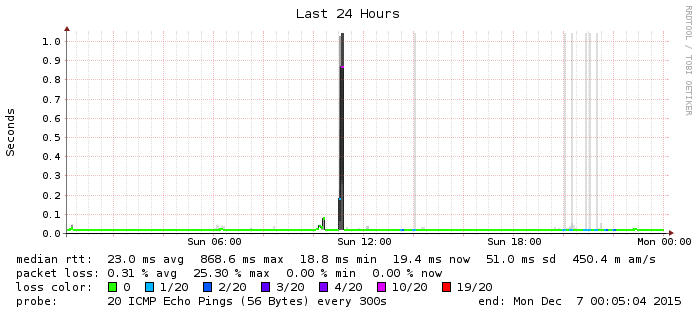 Last 24 Hours
RRDTOOL / TOBI OETIKER
Seconds
1.0
0.9
0.8
0.7
0.6
0.5
0.4
0.3
0.2
0.1
0.0
Sun 06:00 Sun 12:00 Sun 18:00 Mon 00:00
median rtt: 23.0 ms avg 868.6 ms max 18.8 ms min 19.4 ms now 51.0 ms sd 450.4 m am/s
packet loss: 0.31 % avg 25.30 % max 0.00 % min 0.00 % now
loss color: 0 1/20 2/20 3/20 4/20 10/20 19/20
probe: 20 ICMP Echo Pings (56 Bytes) every 300s end: Mon Dec 7 00:05:04 2015